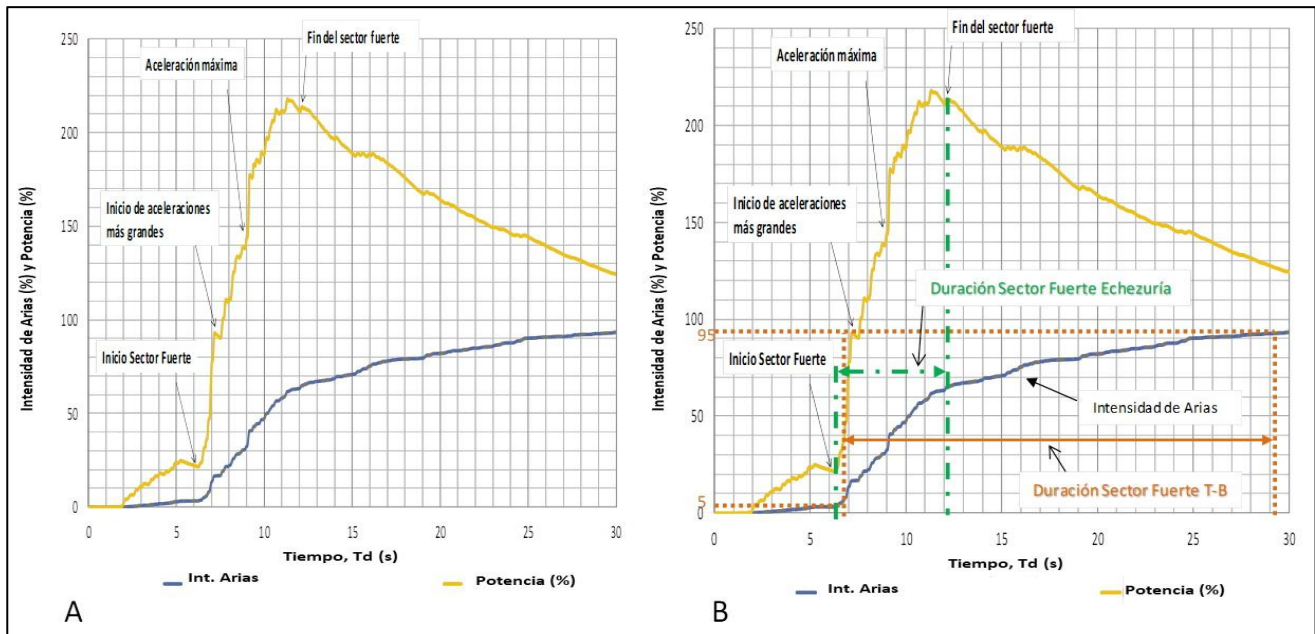 250
200
150
100
50
0
Intensidad de Arias (%) y Potencia (%)
Fin del sector fuerte
Aceleración máxima
Inicio de aceleraciones
más grandes
Inicio Sector Fuerte
0 5 10 15 20 25 30
Tiempo, Td (s)
Int. Arias
Potencia (%)
A
250
200
150
100
95
50
5
0
Intensidad de Arias (%) y Potencia (%)
Fin del sector fuerte
Aceleración máxima
Inicio de aceleraciones
más grandes
Duración Sector Fuerte Echezuría
Inicio Sector Fuerte
Intensidad de Arias
Duración Sector Fuerte T-B
0 5 10 15 20 25 30
Tiempo, Td (s)
Int. Arias
Potencia (%)
B